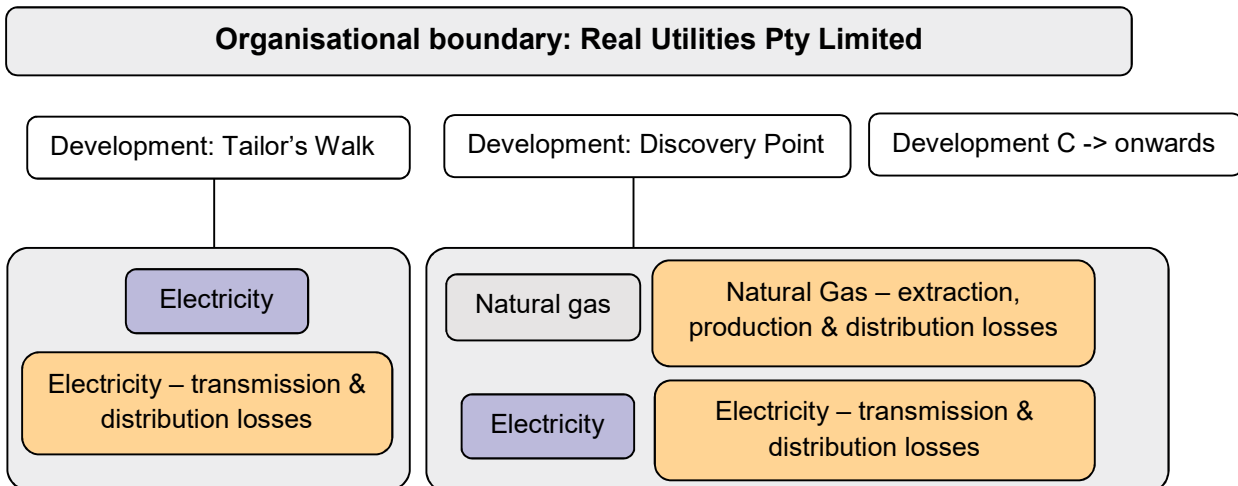 Organisational boundary: Real Utilities Pty Limited
Development: Tailor’s Walk
Development: Discovery Point
Development C -> onwards
Electricity
Electricity – transmission &
distribution losses
Natural gas
Natural Gas – extraction,
production & distribution losses
Electricity
Electricity – transmission &
distribution losses